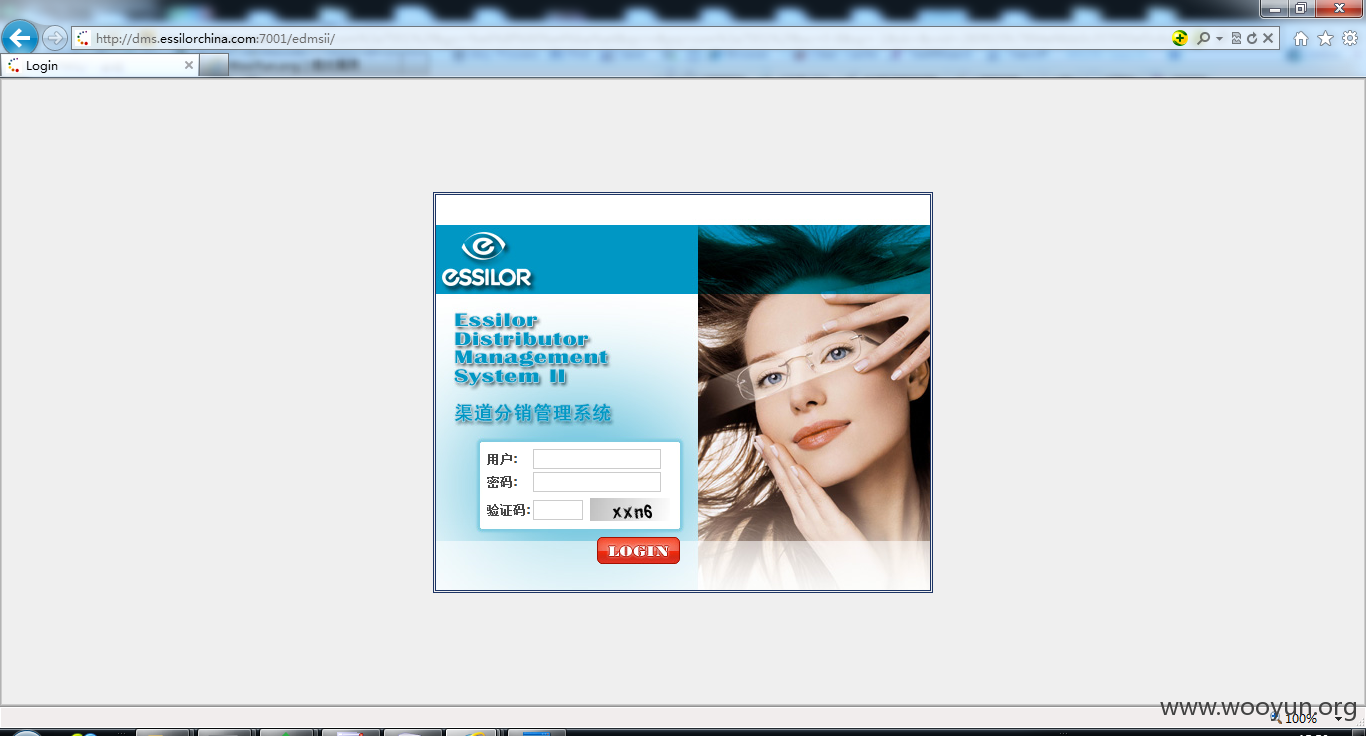 http://dms.essilorchina.com:7001/edmsii/
Login
essilor
Essilor
Distributor
Management
System II
渠道分销管理系统
用户:
密码:
验证码:
xxn6
LOGIN
www.wooyun.org
100%